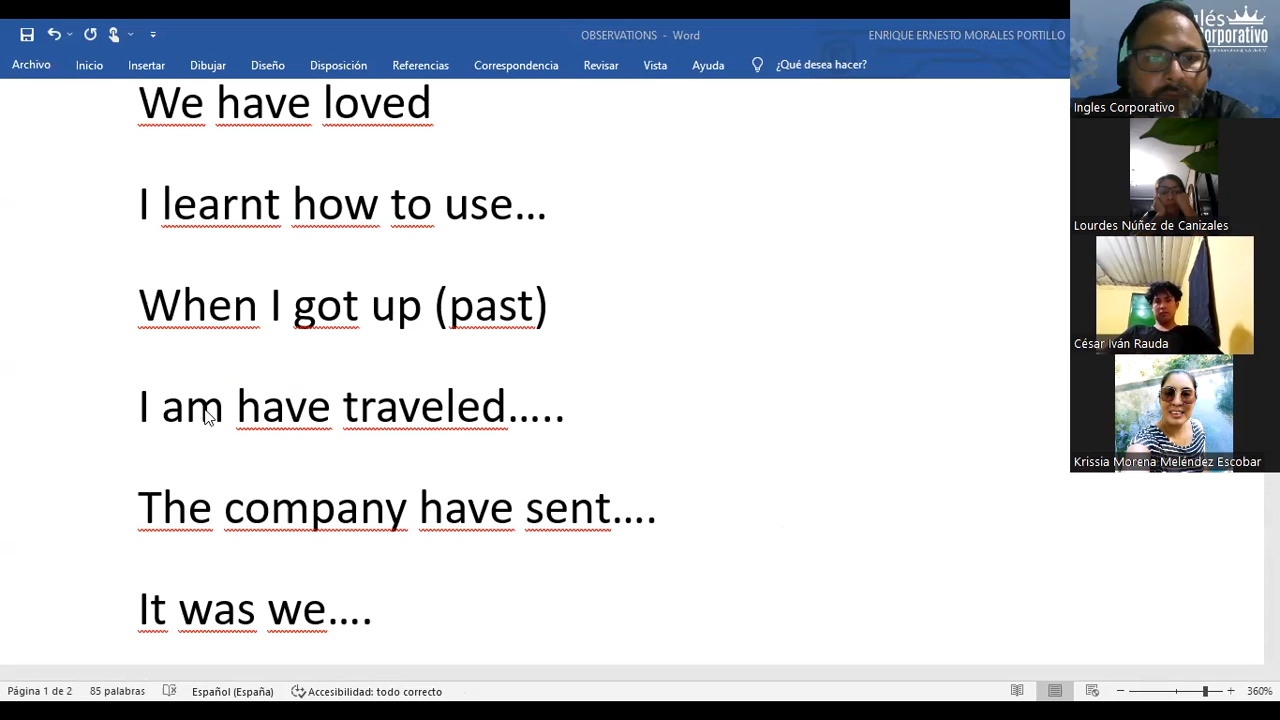 OBSERVATIONS - Word
ENRIQUE ERNESTO MORALES PORTILLO
Archivo Inicio Insertar Dibujar Diseño Disposición Referencias Correspondencia Revisar Vista Ayuda ¿Qué desea hacer?
We have loved
I learnt how to use...
When I got up (past)
I am have traveled.....
The company have sent....
It was we....
Página 1 de 2 85 palabras Español (España) Accesibilidad: todo correcto 360%
Ingles Corporativo
Lourdes Núñez de Canizales
César Iván Rauda
Krissia Morena Meléndez Escobar